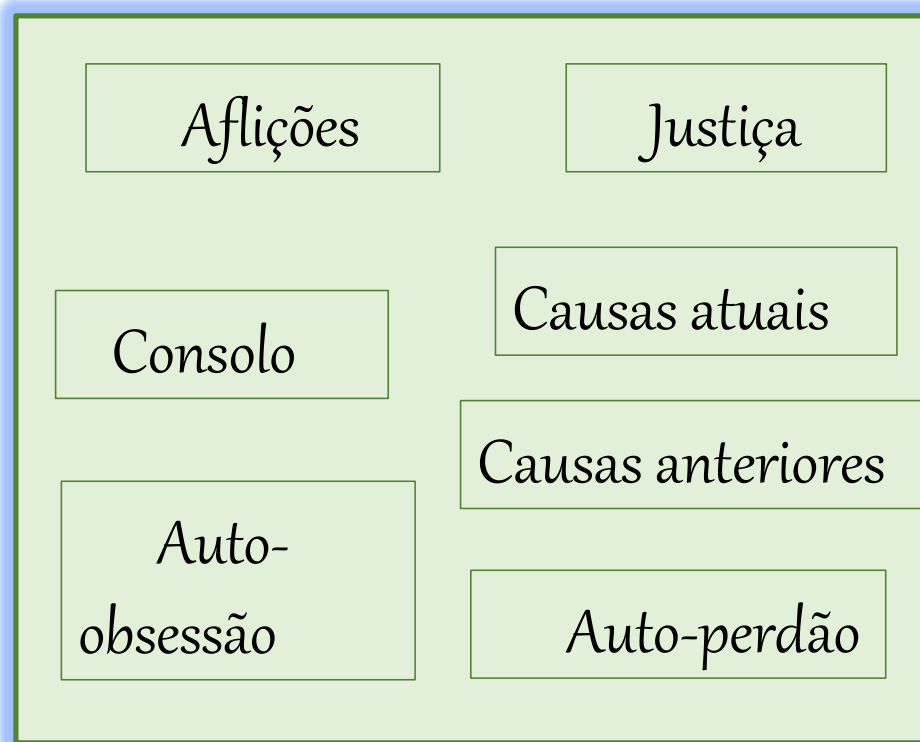 Aflições
Justiça
Causas atuais
Consolo
Causas anteriores
Auto-
obsessão
Auto-perdão